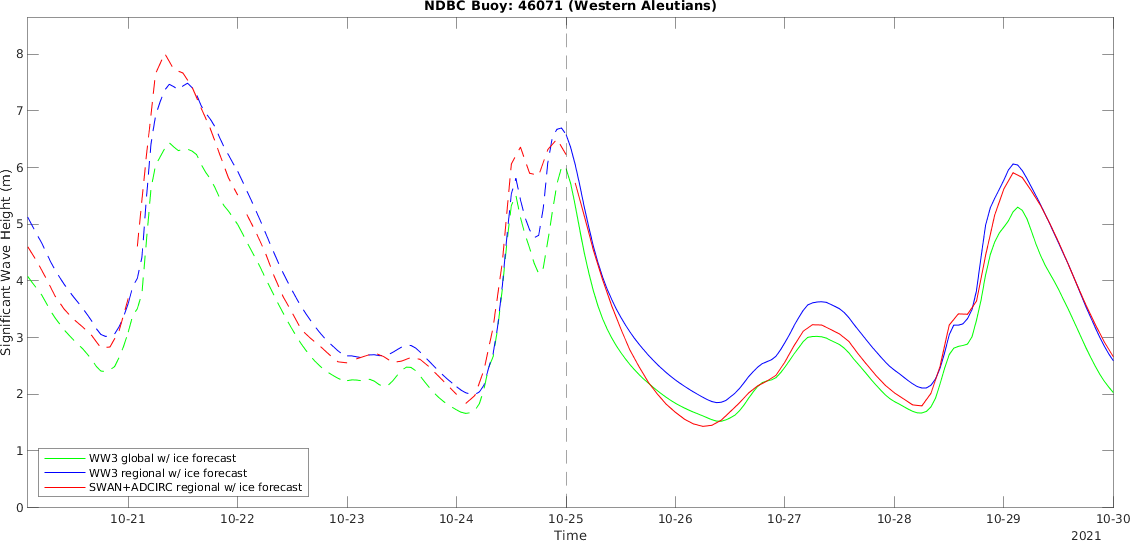 NDBC Buoy: 46071 (Western Aleutians)
Significant Wave Height (m)
8
7
6
5
4
3
2
1
0
WW3 global w/ ice forecast
WW3 regional w/ ice forecast
SWAN+ADCIRC regional w/ ice forecast
10-21 10-22 10-23 10-24 10-25 10-26 10-27 10-28 10-29 10-30
Time
2021